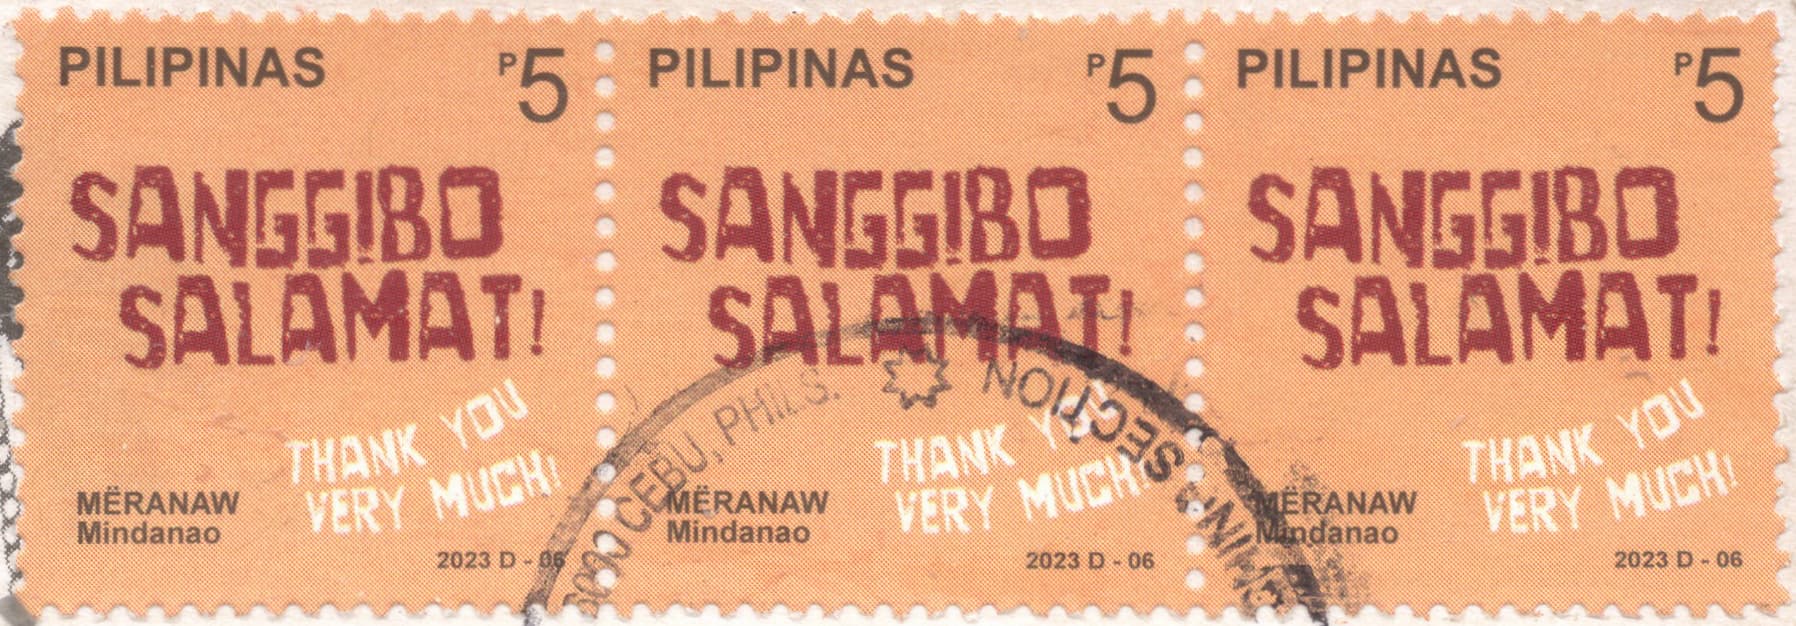 PILIPINAS P5
SANGGIBO
SALAMAT!
THANK YOU
VERY MUCH!
MËRANAW
Mindanao
2023 D - 06
PILIPINAS P5
SANGGIBO
SALAMAT!
THANK YOU
VERY MUCH!
MËRANAW
Mindanao
2023 D - 06
PILIPINAS P5
SANGGIBO
SALAMAT!
THANK YOU
VERY MUCH!
MËRANAW
Mindanao
2023 D - 06
CEBU, PHILS.
SECTION